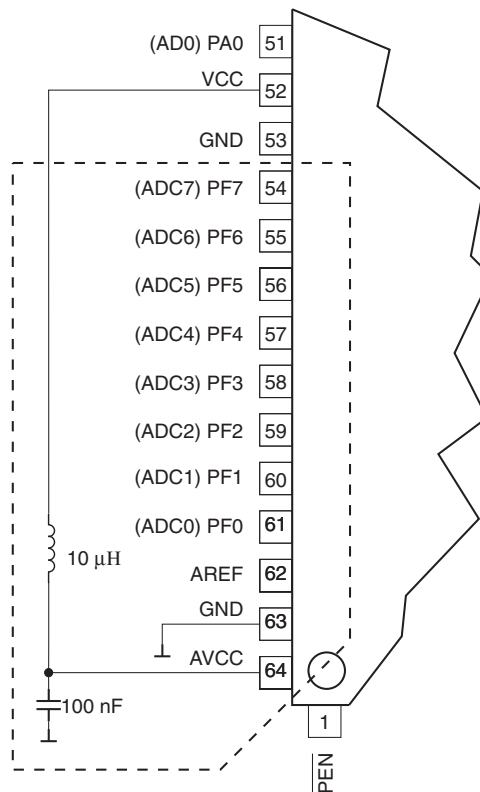 (AD0) PA0 51
VCC 52
GND 53
(ADC7) PF7 54
(ADC6) PF6 55
(ADC5) PF5 56
(ADC4) PF4 57
(ADC3) PF3 58
(ADC2) PF2 59
(ADC1) PF1 60
(ADC0) PF0 61
10 μH
AREF 62
GND 63
AVCC 64
100 nF
1
PEN